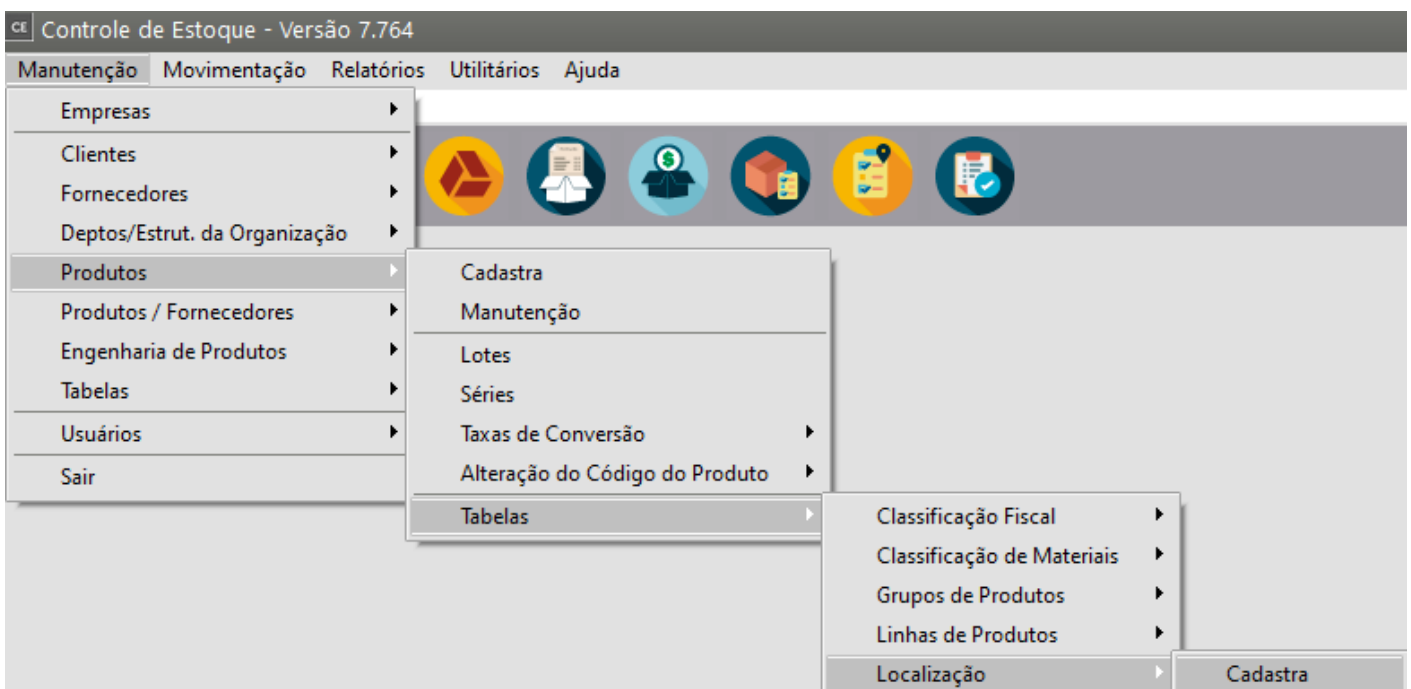 CE Controle de Estoque - Versão 7.764
Manutenção Movimentação Relatórios Utilitários Ajuda
Empresas
Clientes
Fornecedores
Deptos/Estrut. da Organização
Produtos
Produtos / Fornecedores
Engenharia de Produtos
Tabelas
Usuários
Sair
Cadastra
Manutenção
Lotes
Séries
Taxas de Conversão
Alteração do Código do Produto
Tabelas
Classificação Fiscal
Classificação de Materiais
Grupos de Produtos
Linhas de Produtos
Localização
Cadastra